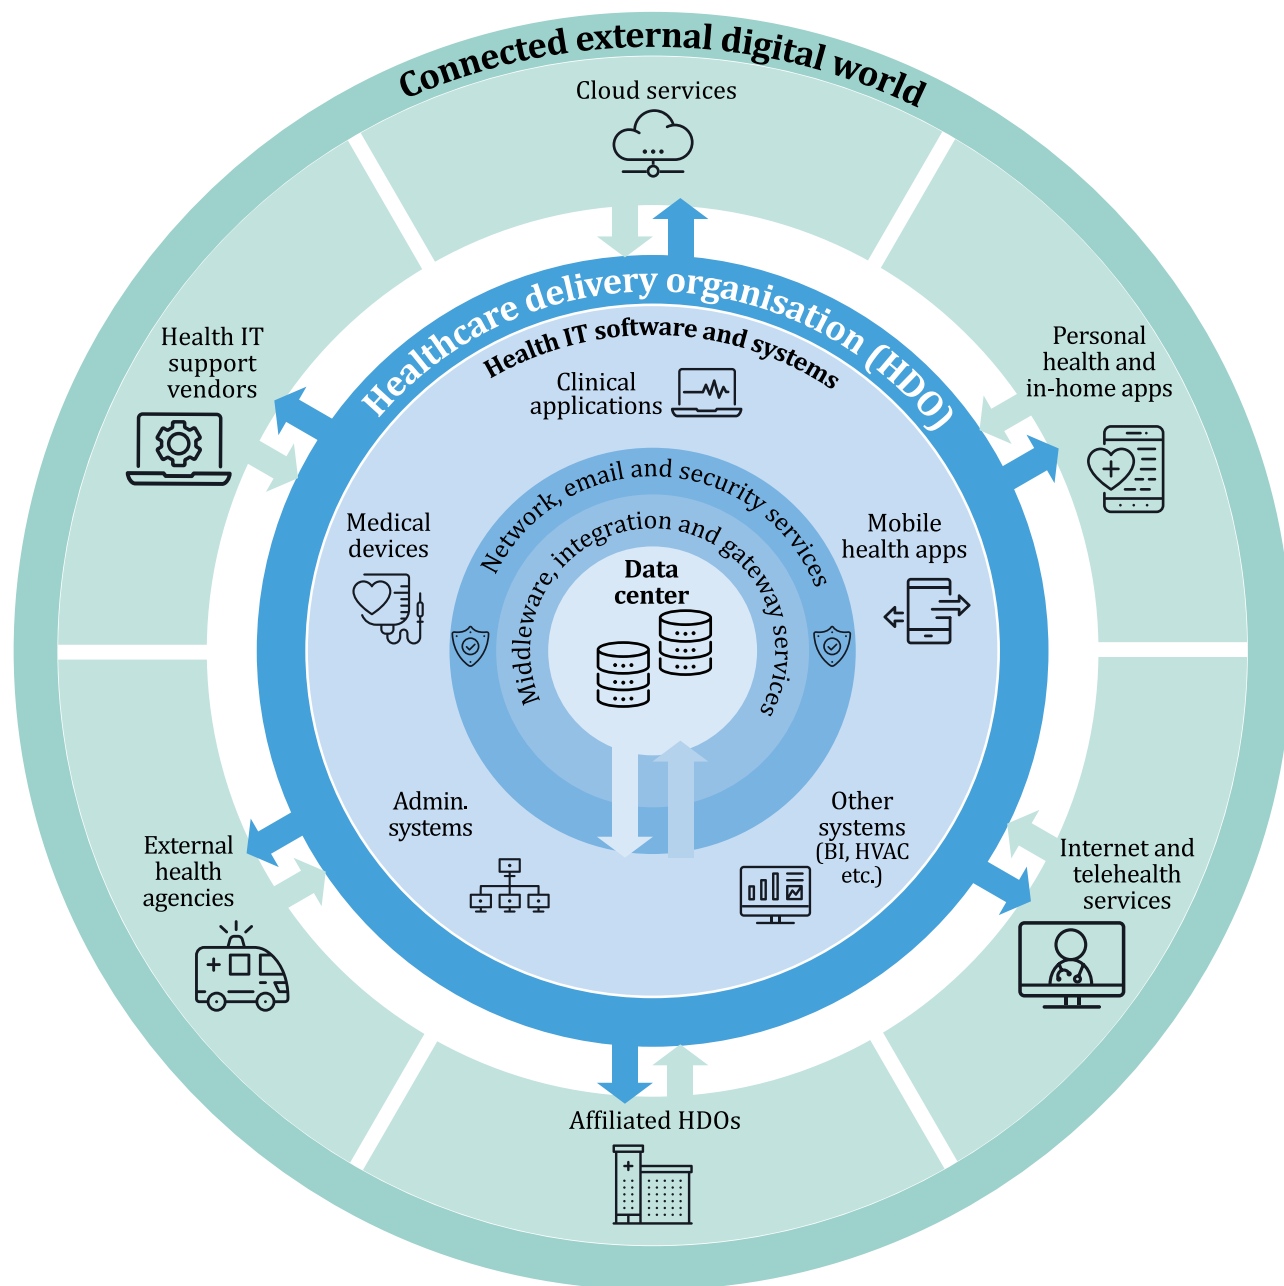 Connected external digital world
Cloud services
Health IT
support
vendors
Personal
health and
in-home apps
Healthcare delivery organisation (HDO)
Health IT software and systems
Clinical
applications
Medical
devices
Mobile
health apps
Network, email and security services
Middleware, integration and gateway services
Data
center
Admin.
systems
Other
systems
(BI, HVAC
etc.)
External
health
agencies
Internet and
telehealth
services
Affiliated HDOs